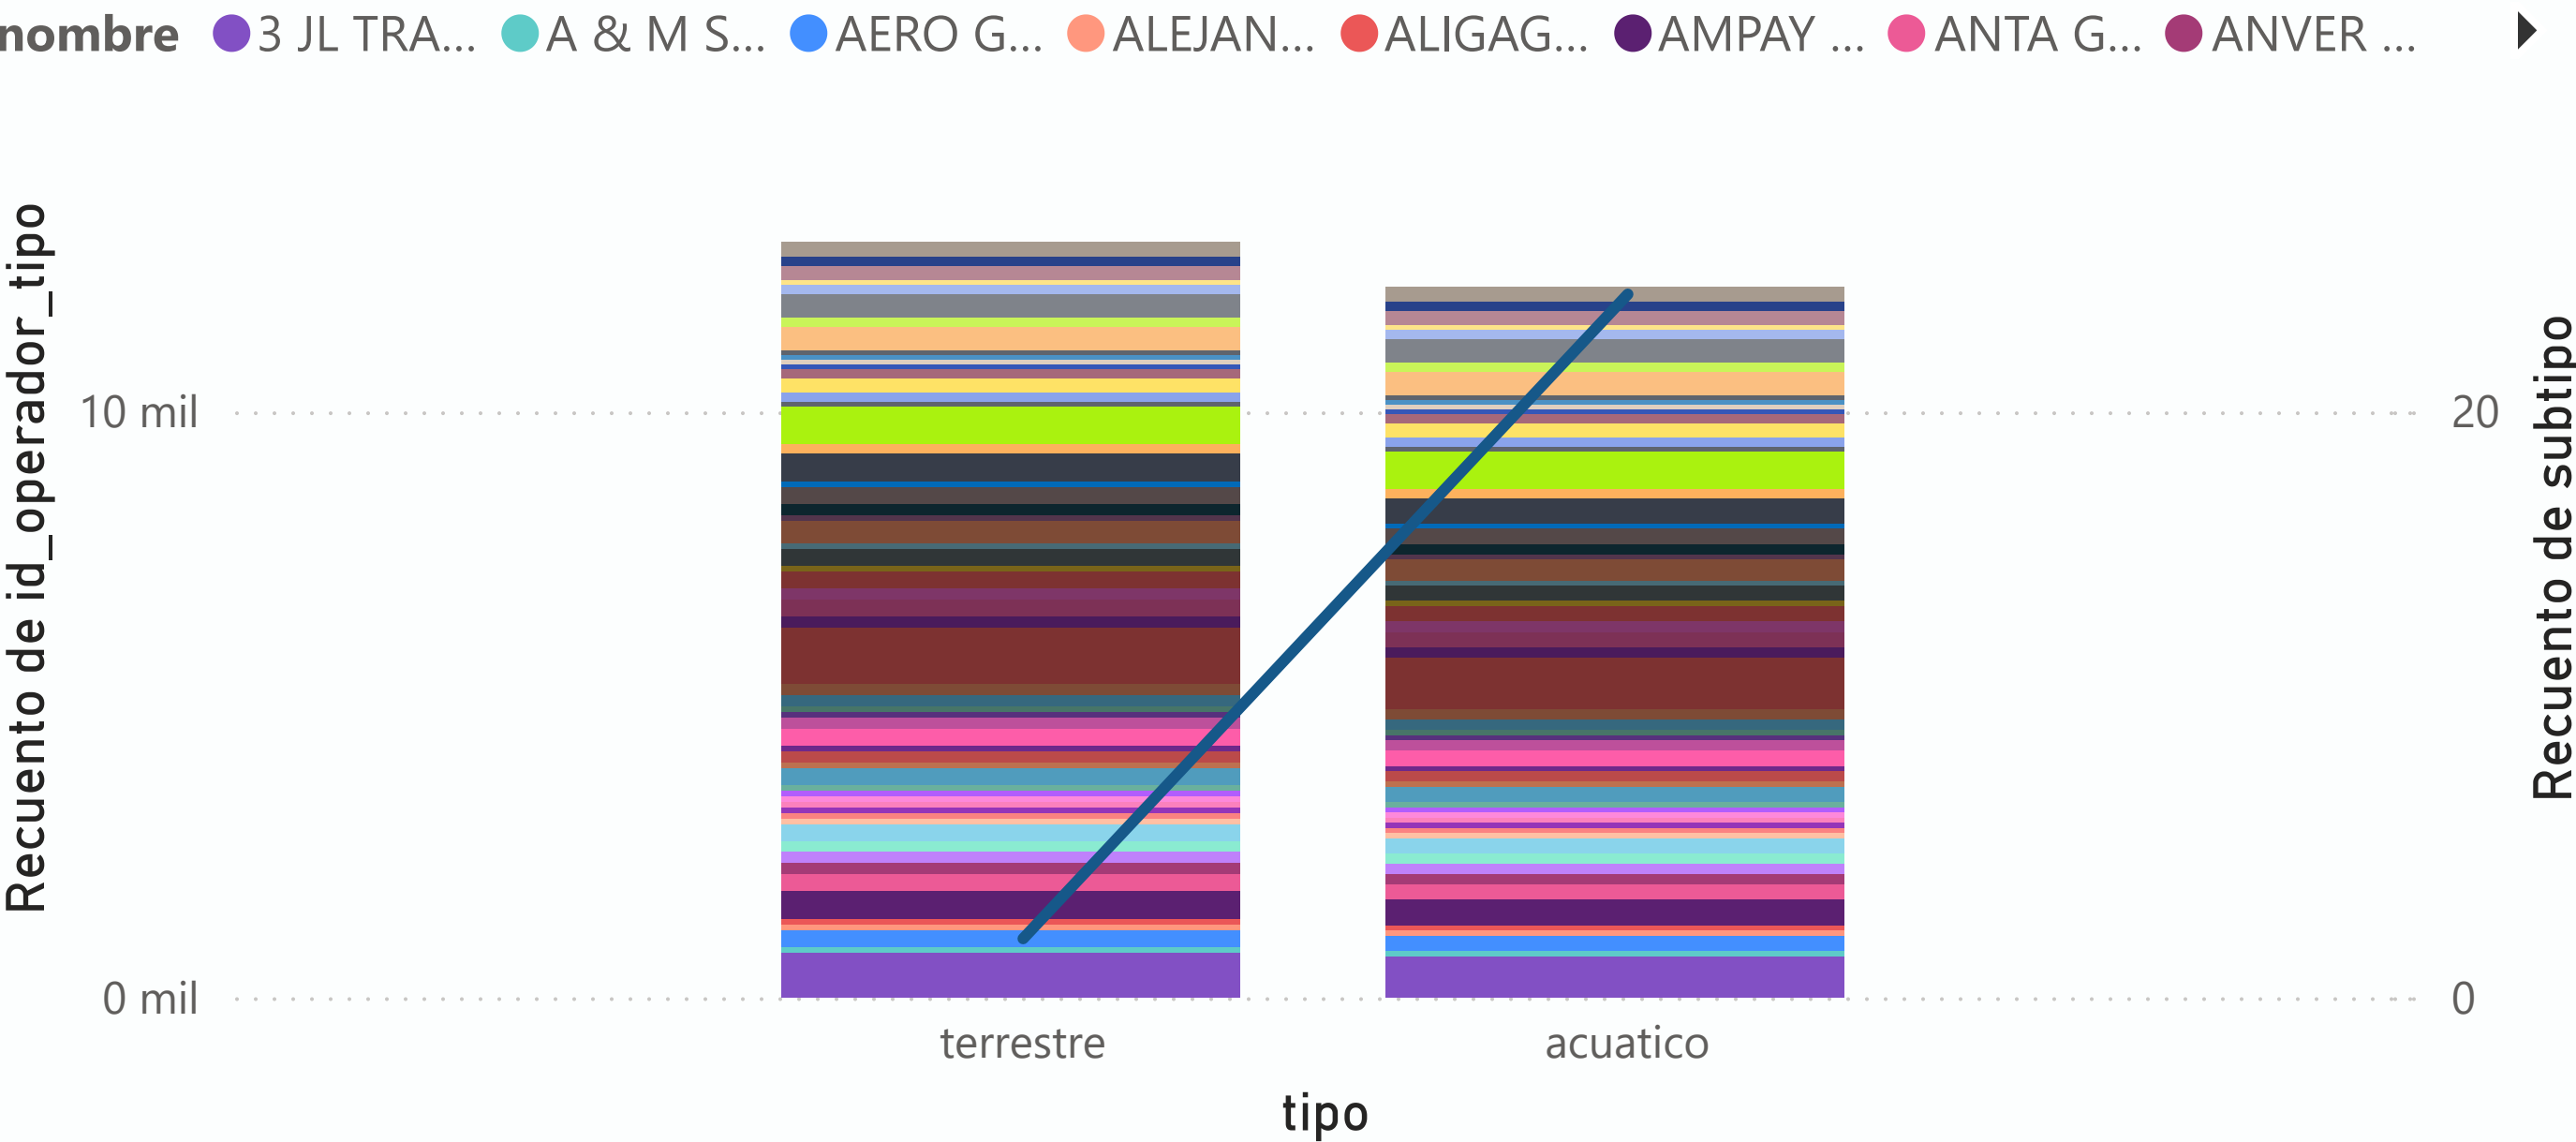 nombre 3 JL TRA... A & M S... AERO G... ALEJAN... ALIGAG... AMPAY ... ANTA G... ANVER ...
Recuento de id_operador_tipo
10 mil
0 mil
20
0
Recuento de subtipo
terrestre acuatico
tipo